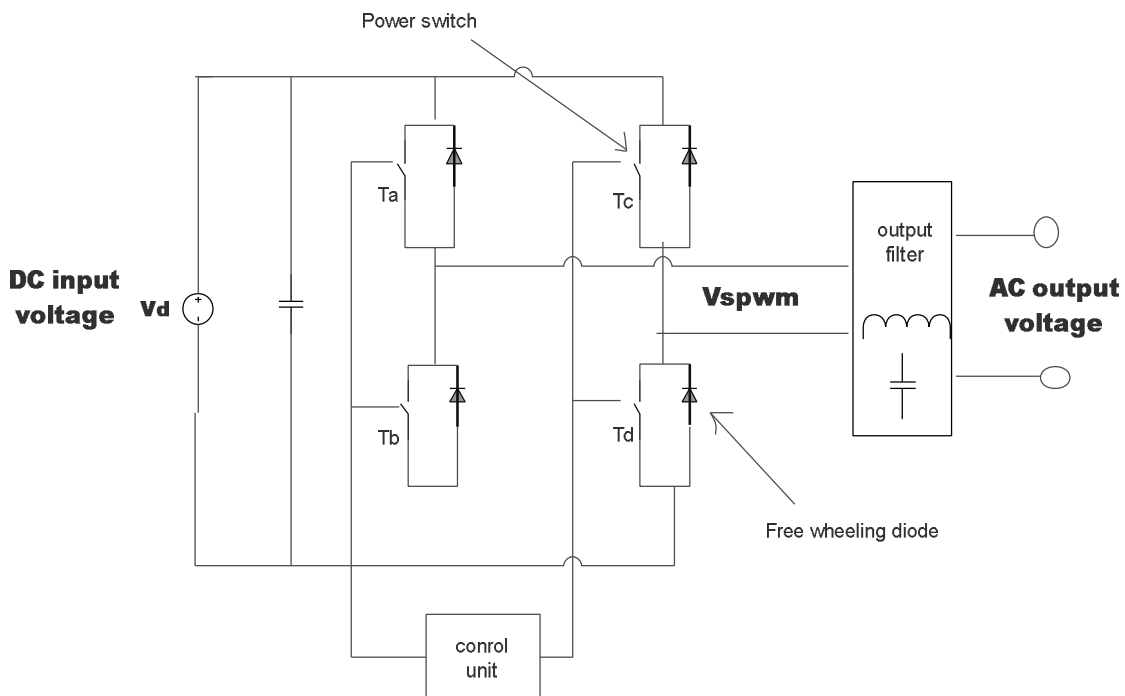 Power switch
Ta
Tc
output
filter
DC input
voltage
Vd
+
-
Vspwm
AC output
voltage
Tb
Td
Free wheeling diode
conrol
unit